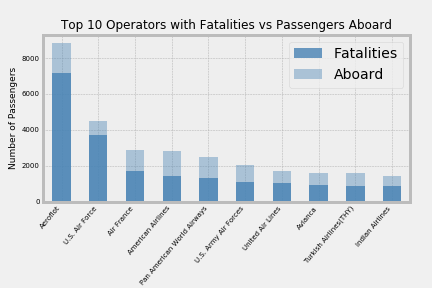 Top 10 Operators with Fatalities vs Passengers Aboard
Fatalities
Aboard
Number of Passengers
8000
6000
4000
2000
0
Aeroflot
U.S. Air Force
Air France
American Airlines
Pan American World Airways
U.S. Army Air Forces
United Air Lines
Avianca
Turkish Airlines(THY)
Indian Airlines